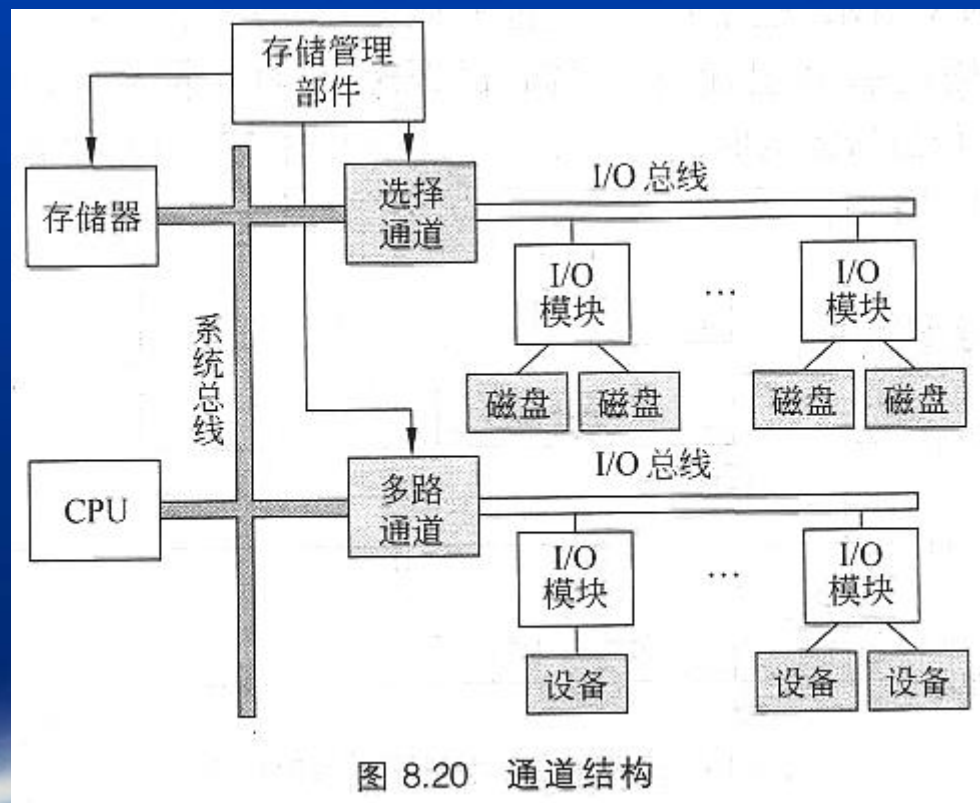 存储管理
部件
存储器
选择
通道
I/O 总线
I/O
模块
…
I/O
模块
磁盘
磁盘
磁盘
磁盘
系统总线
CPU
多路
通道
I/O 总线
I/O
模块
…
I/O
模块
设备
设备
设备
图 8.20 通道结构